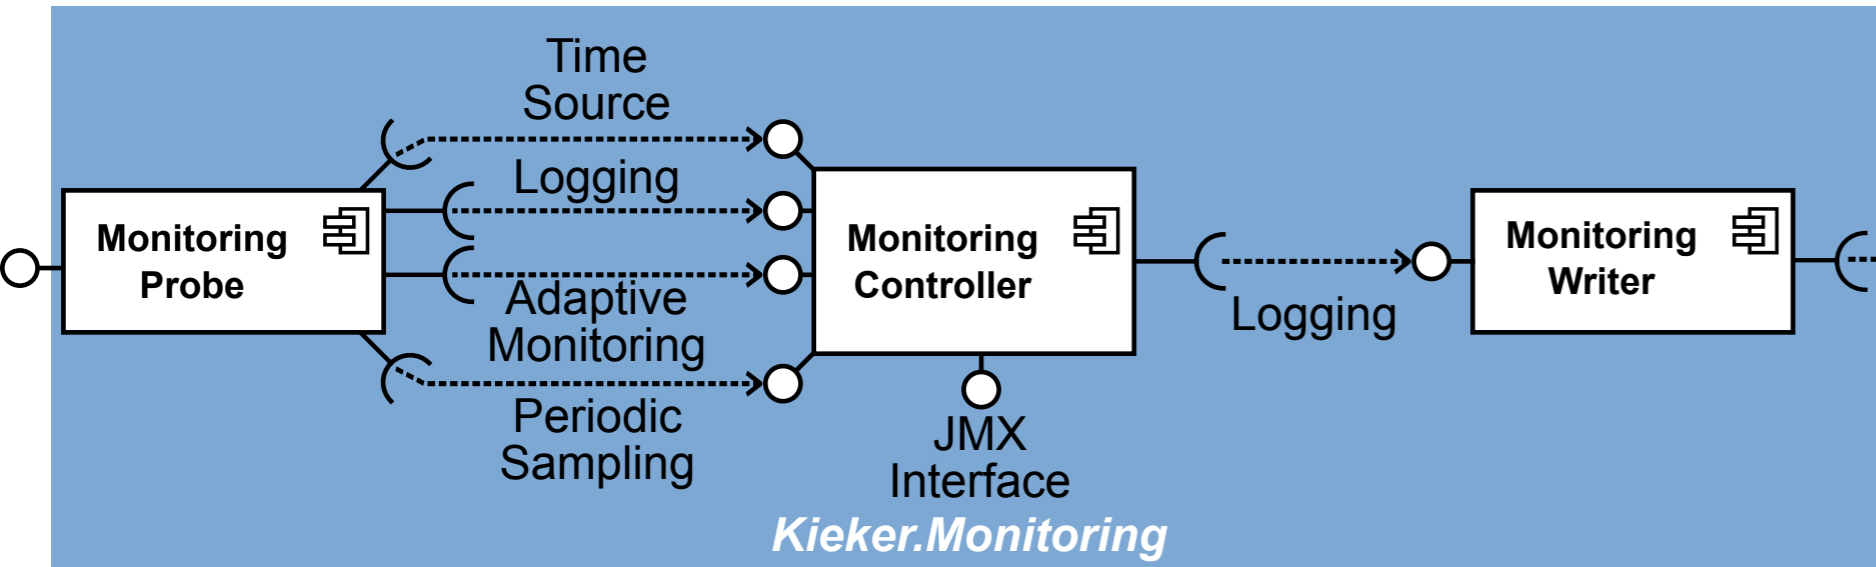 Time
Source
Logging
Monitoring
Probe
Adaptive
Monitoring
Periodic
Sampling
Monitoring
Controller
JMX
Interface
Logging
Monitoring
Writer
Kieker.Monitoring